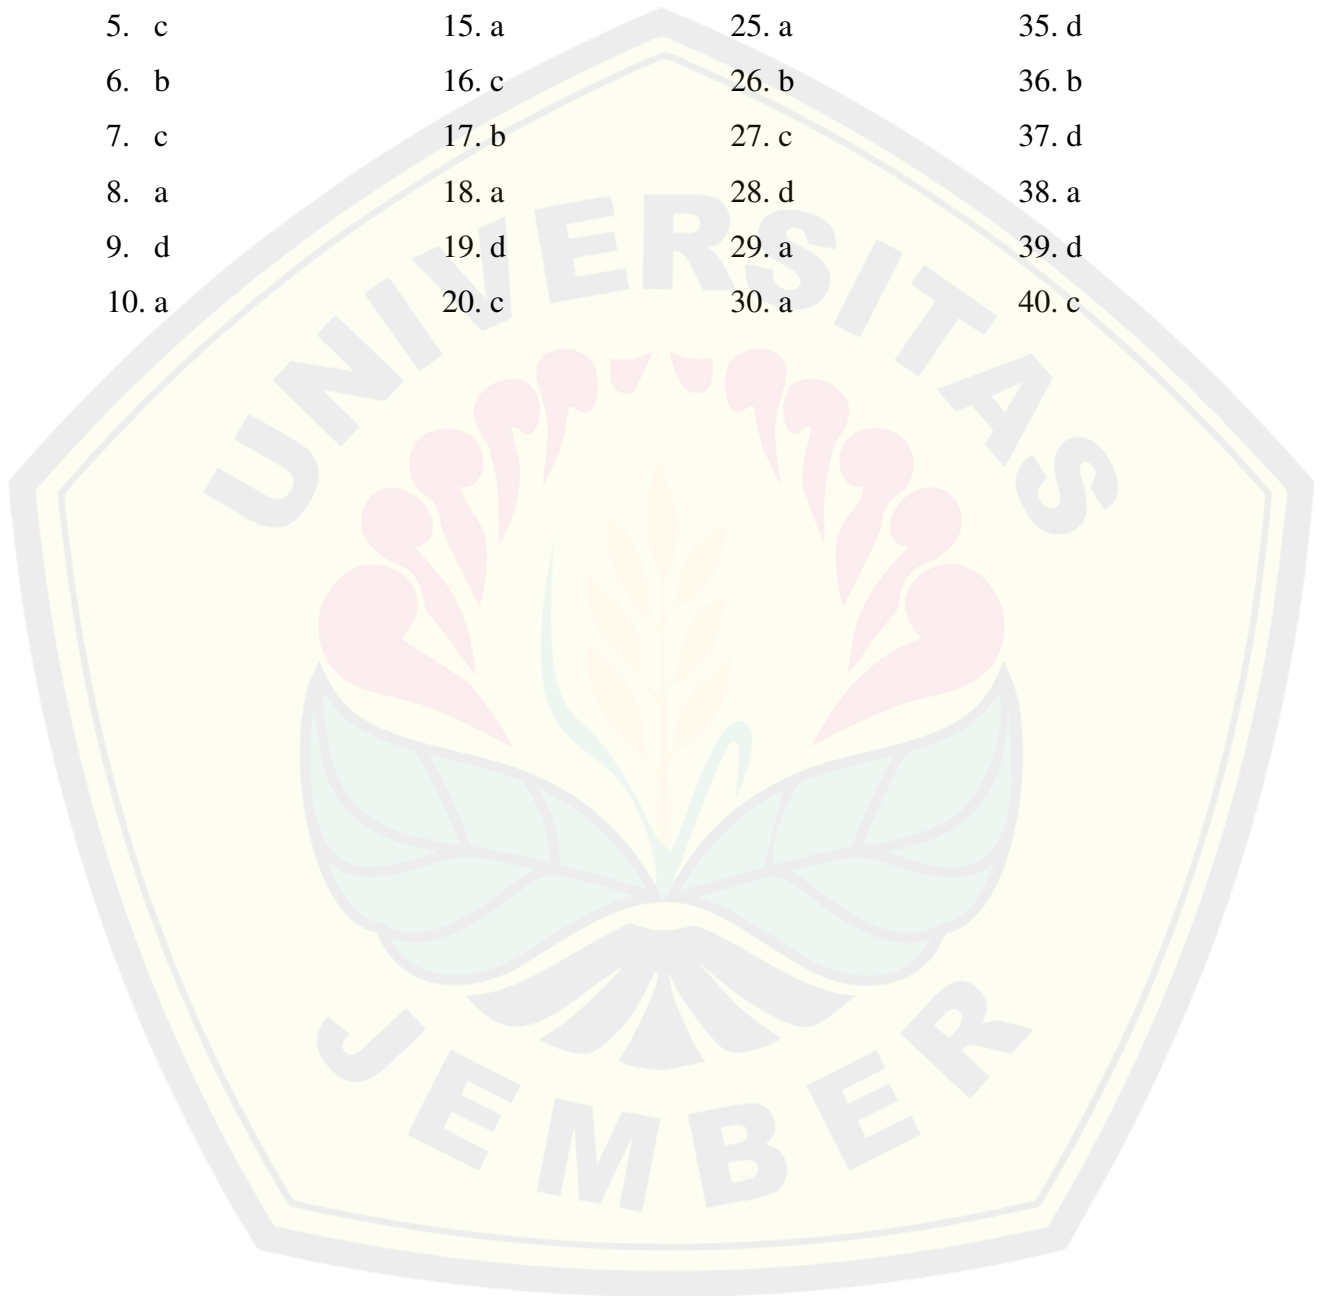 5. c 15. a 25. a 35. d
6. b 16. c 26. b 36. b
7. c 17. b 27. c 37. d
8. a 18. a 28. d 38. a
9. d 19. d 29. a 39. d
10. a 20. c 30. a 40. c
UNIVERSITAS
JEMBER